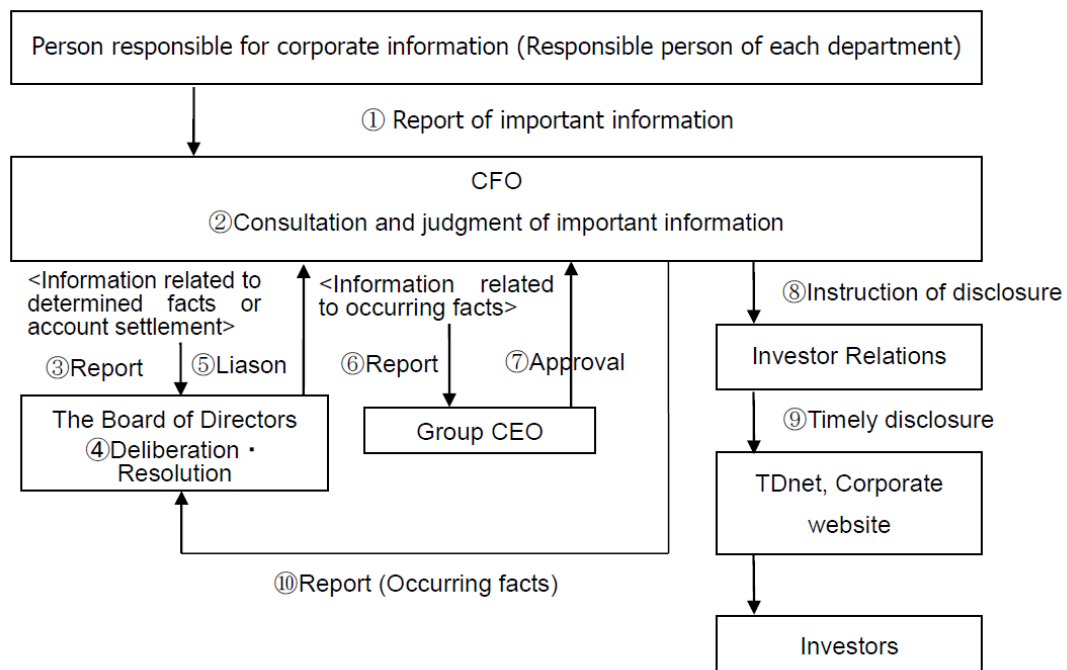 Person responsible for corporate information (Responsible person of each department)
① Report of important information
CFO
②Consultation and judgment of important information
<Information related to
determined facts or
account settlement>
<Information related
to occurring facts>
⑧Instruction of disclosure
③Report
⑤Liason
⑥Report
⑦Approval
Investor Relations
The Board of Directors
④Deliberation・
Resolution
Group CEO
⑨Timely disclosure
TDnet, Corporate
website
⑩Report (Occurring facts)
Investors